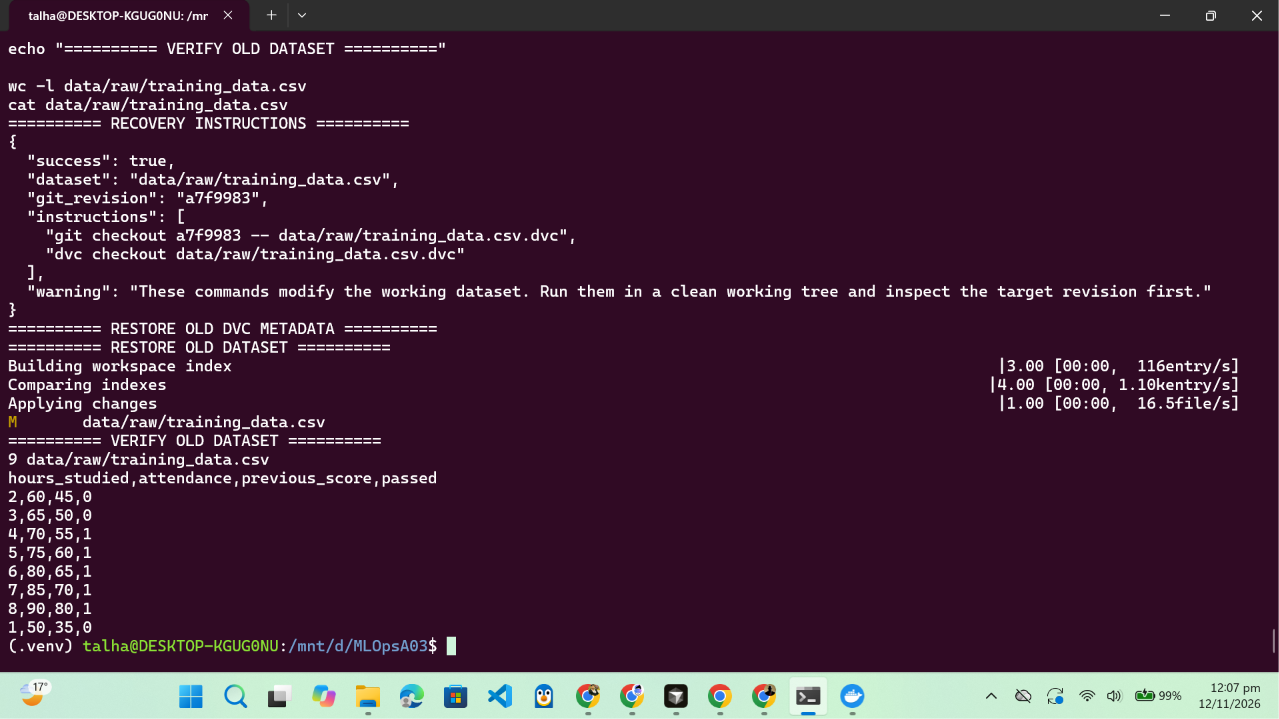 talha@DESKTOP-KGUG0NU: /mr
echo "========== VERIFY OLD DATASET =========="
wc -l data/raw/training_data.csv
cat data/raw/training_data.csv
========== RECOVERY INSTRUCTIONS ==========
{
  "success": true,
  "dataset": "data/raw/training_data.csv",
  "git_revision": "a7f9983",
  "instructions": [
    "git checkout a7f9983 -- data/raw/training_data.csv.dvc",
    "dvc checkout data/raw/training_data.csv.dvc"
  ],
  "warning": "These commands modify the working dataset. Run them in a clean working tree and inspect the target revision first."
}
========== RESTORE OLD DVC METADATA ==========
========== RESTORE OLD DATASET ==========
Building workspace index |3.00 [00:00,  116entry/s]
Comparing indexes |4.00 [00:00, 1.10kentry/s]
Applying changes |1.00 [00:00,  16.5file/s]
M       data/raw/training_data.csv
========== VERIFY OLD DATASET ==========
9 data/raw/training_data.csv
hours_studied,attendance,previous_score,passed
2,60,45,0
3,65,50,0
4,70,55,1
5,75,60,1
6,80,65,1
7,85,70,1
8,90,80,1
1,50,35,0
(.venv) talha@DESKTOP-KGUG0NU:/mnt/d/MLOpsA03$
17°
99%
12:07 pm
12/11/2026